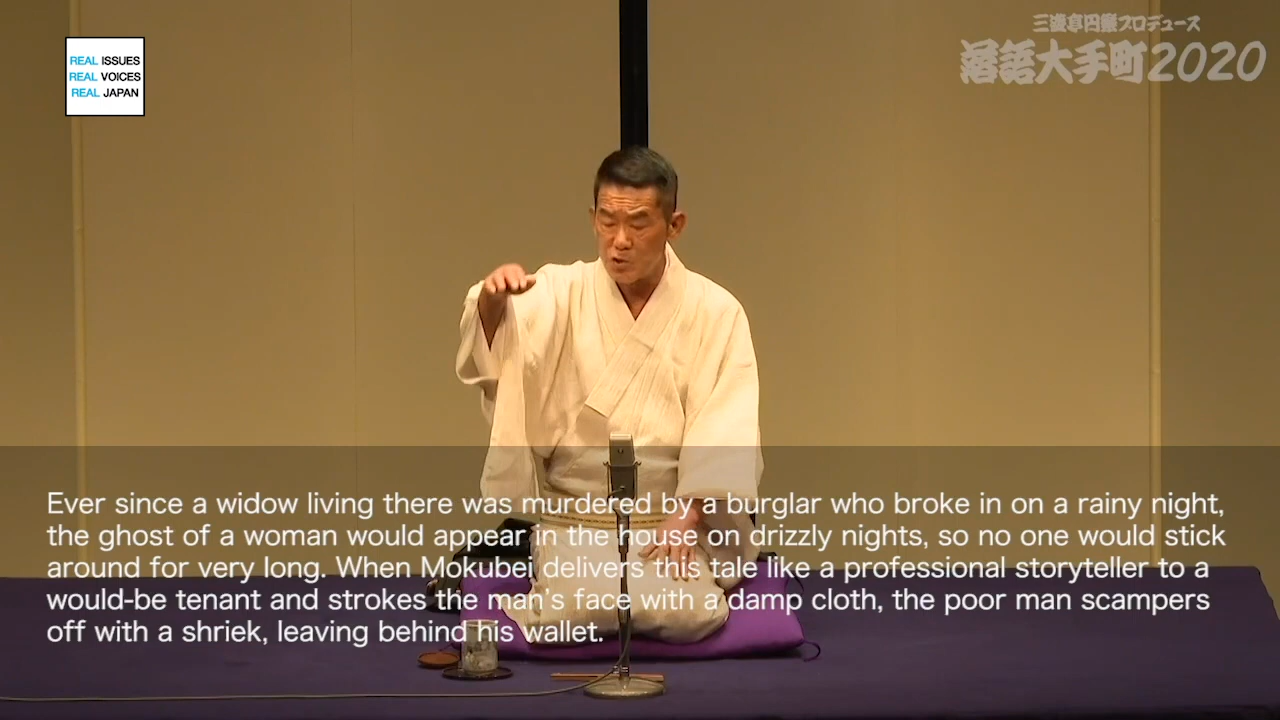 REAL ISSUES
REAL VOICES
REAL JAPAN
三遊亭円楽プロデュース
落語大手町2020
Ever since a widow living there was murdered by a burglar who broke in on a rainy night,
the ghost of a woman would appear in the house on drizzly nights, so no one would stick
around for very long. When Mokubei delivers this tale like a professional storyteller to a
would-be tenant and strokes the man's face with a damp cloth, the poor man scampers
off with a shriek, leaving behind his wallet.